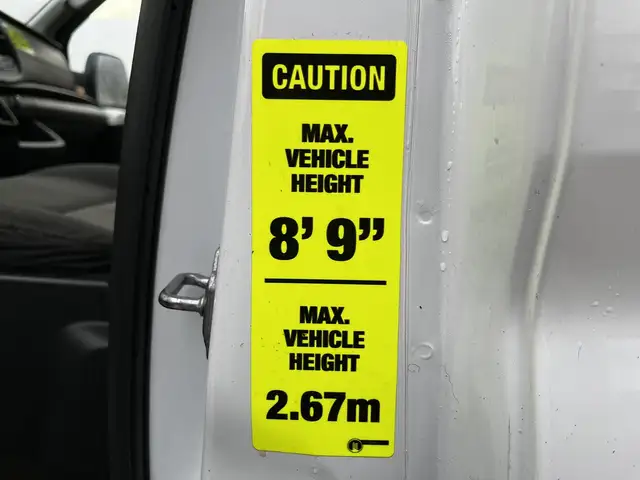 CAUTION
MAX.
VEHICLE
HEIGHT
8' 9"
MAX.
VEHICLE
HEIGHT
2.67m